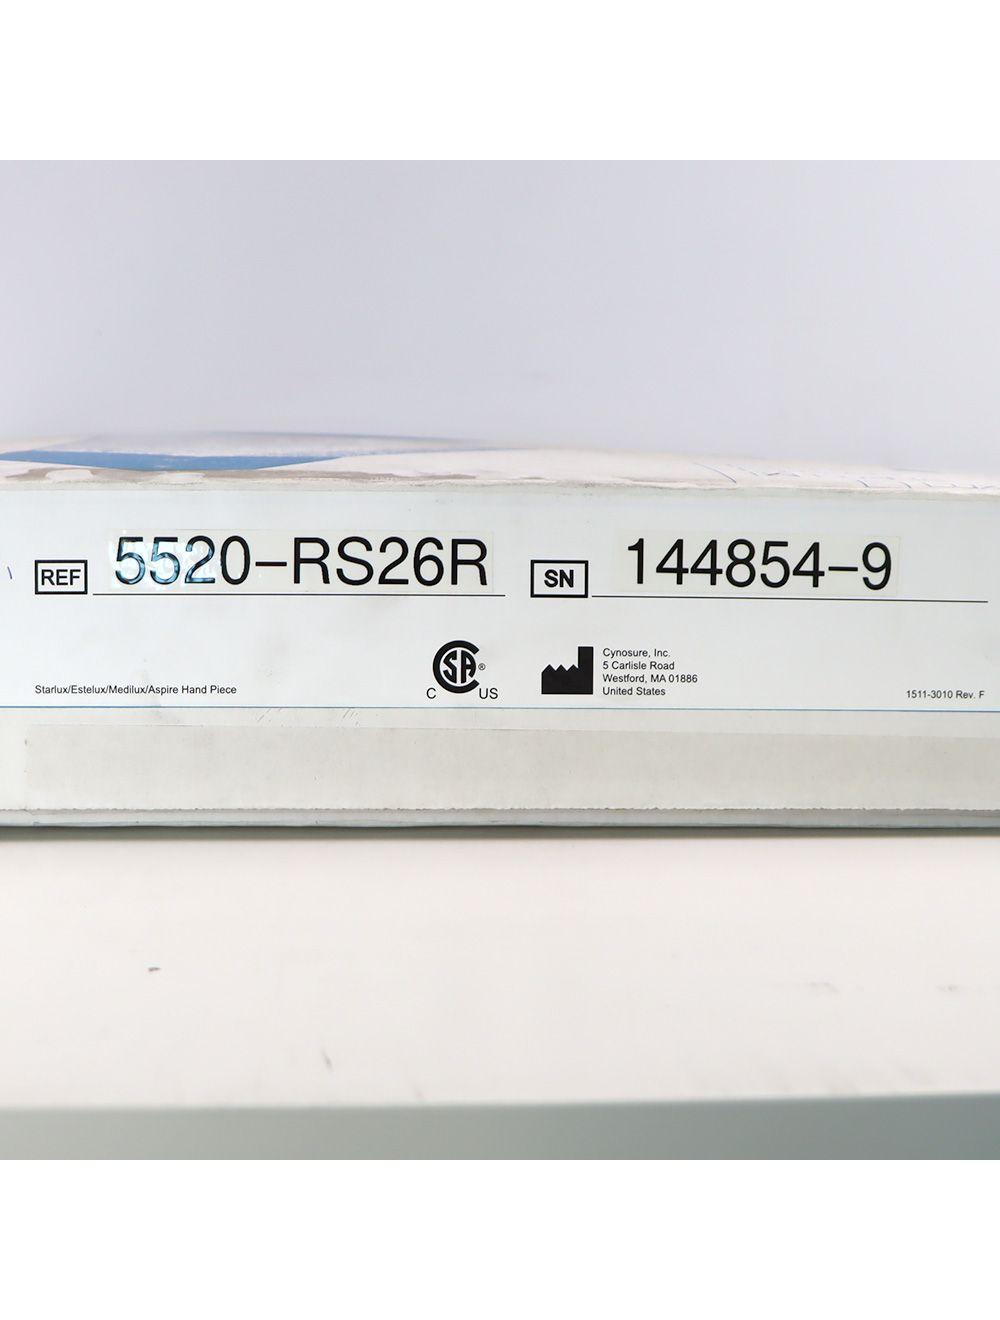 REF 5520-RS26R SN 144854-9
CSA®
C US
Cynosure, Inc.
5 Carlisle Road
Westford, MA 01886
United States
Starlux/Estelux/Medilux/Aspire Hand Piece
1511-3010 Rev. F